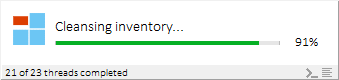 Cleansing inventory...
91%
21 of 23 threads completed